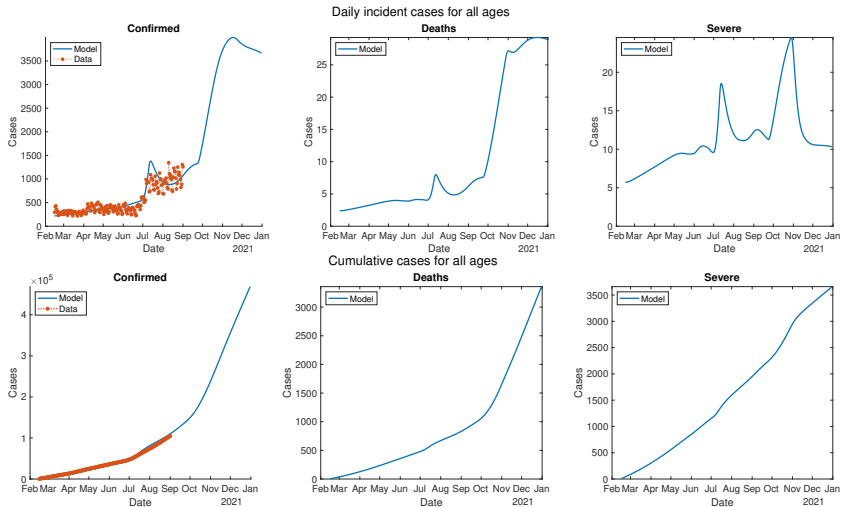 Daily incident cases for all ages
Confirmed
Model
Data
Cases
3500
3000
2500
2000
1500
1000
500
0
Feb Mar Apr May Jun Jul Aug Sep Oct Nov Dec Jan
Date
2021
Deaths
Model
Cases
25
20
15
10
5
0
Feb Mar Apr May Jun Jul Aug Sep Oct Nov Dec Jan
Date
2021
Severe
Model
Cases
20
15
10
5
0
Feb Mar Apr May Jun Jul Aug Sep Oct Nov Dec Jan
Date
2021
Cumulative cases for all ages
Confirmed
×10^5
Model
Data
Cases
4
3
2
1
0
Feb Mar Apr May Jun Jul Aug Sep Oct Nov Dec Jan
Date
2021
Deaths
Model
Cases
3000
2500
2000
1500
1000
500
0
Feb Mar Apr May Jun Jul Aug Sep Oct Nov Dec Jan
Date
2021
Severe
Model
Cases
3500
3000
2500
2000
1500
1000
500
0
Feb Mar Apr May Jun Jul Aug Sep Oct Nov Dec Jan
Date
2021